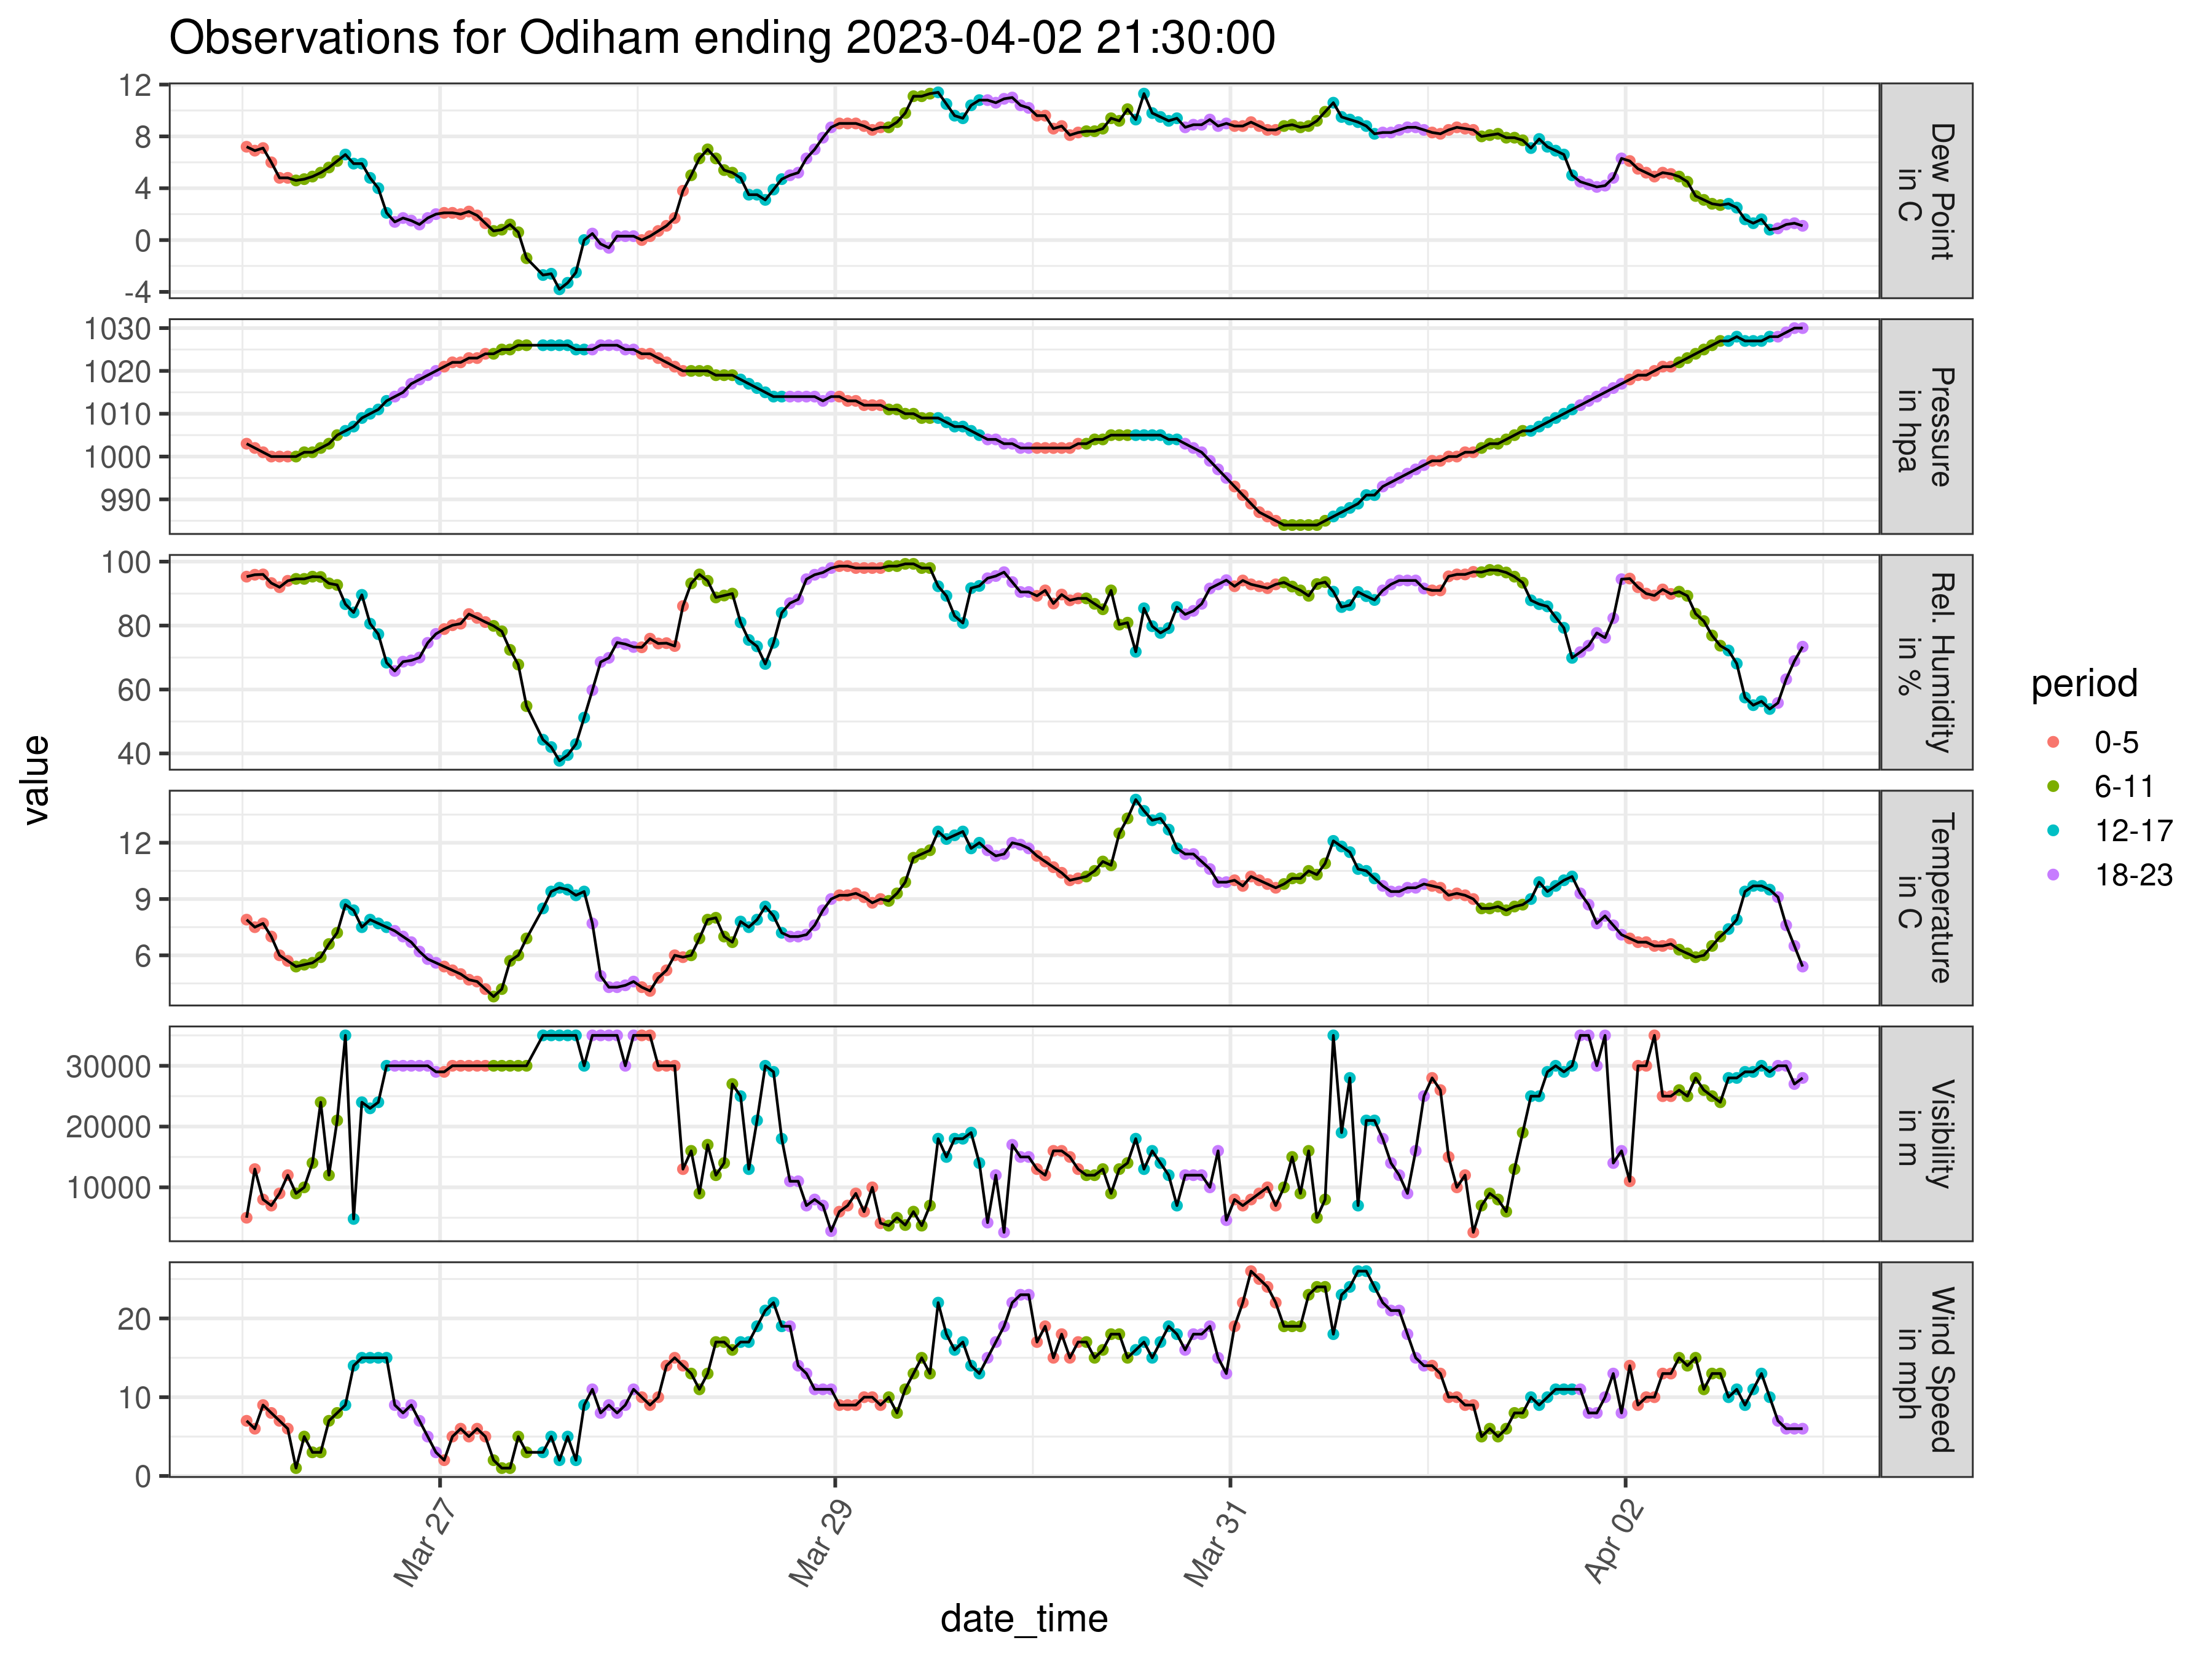 Observations for Odiham ending 2023-04-02 21:30:00
value
12
8
4
0
-4
Dew Point
in C
1030
1020
1010
1000
990
Pressure
in hpa
100
80
60
40
Rel. Humidity
in %
12
9
6
Temperature
in C
30000
20000
10000
Visibility
in m
20
10
0
Wind Speed
in mph
Mar 27
Mar 29
Mar 31
Apr 02
date_time
period
0-5
6-11
12-17
18-23